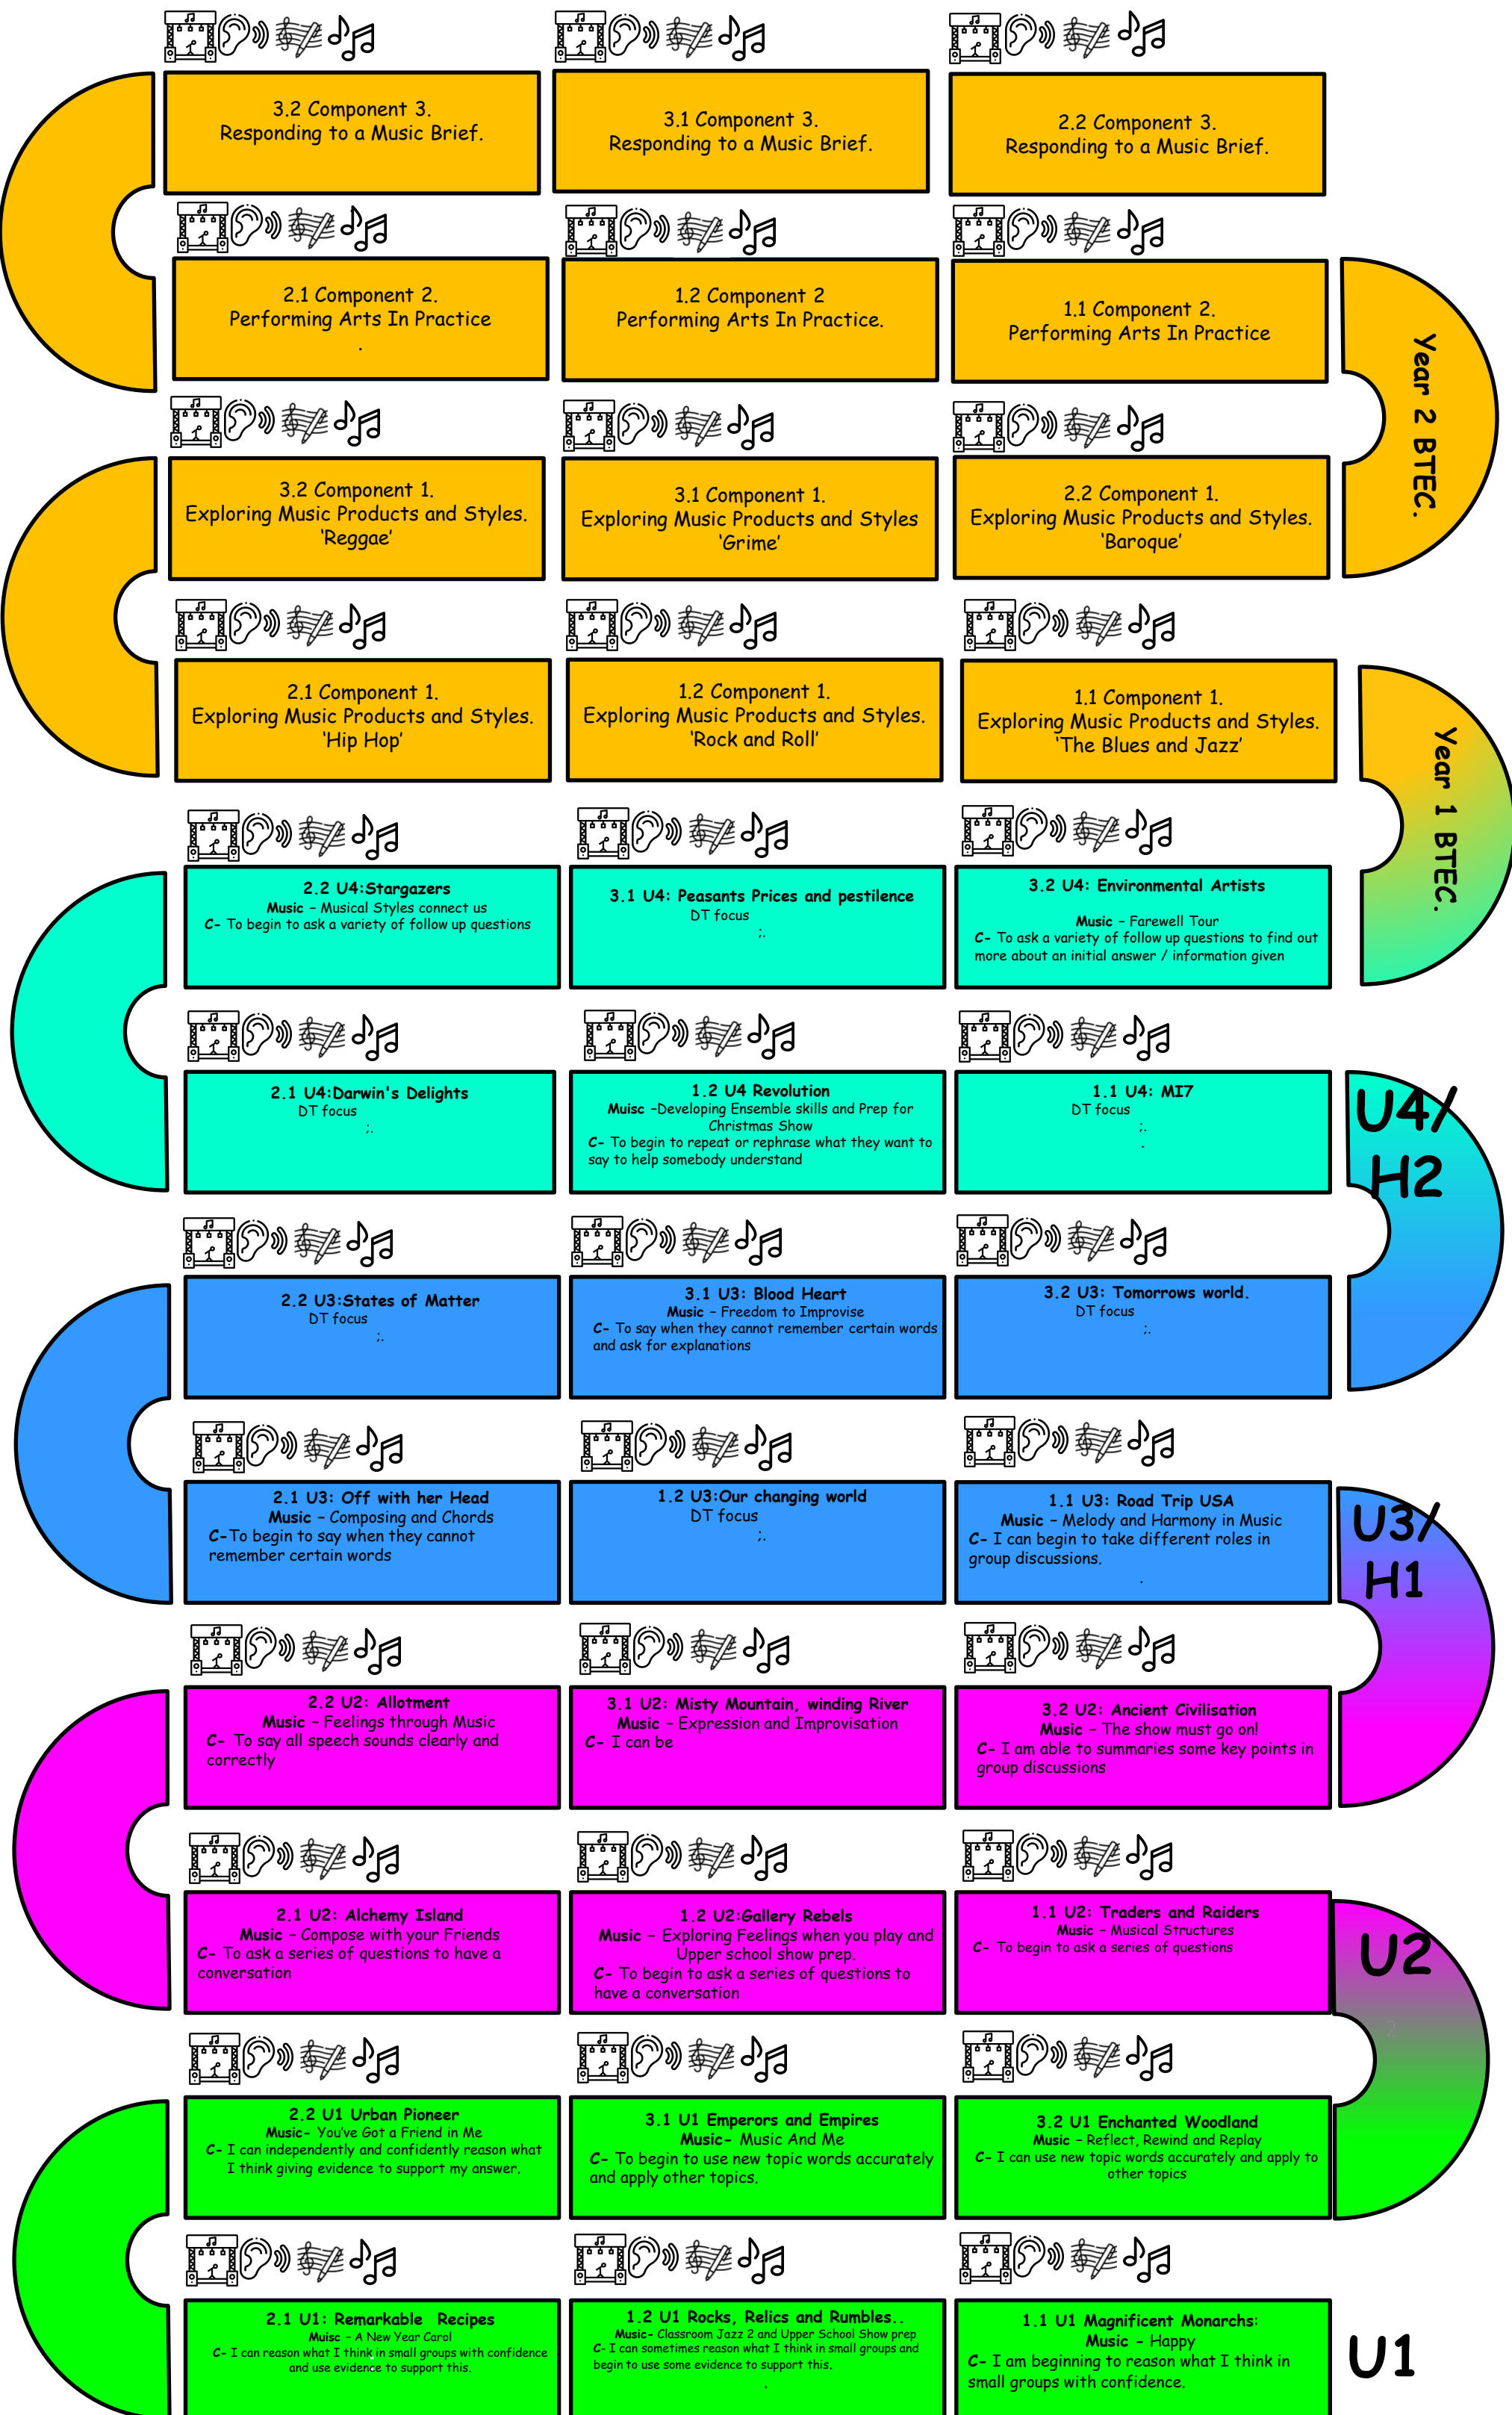 3.2 Component 3.
Responding to a Music Brief.
3.1 Component 3.
Responding to a Music Brief.
2.2 Component 3.
Responding to a Music Brief.
2.1 Component 2.
Performing Arts In Practice
.
1.2 Component 2
Performing Arts In Practice.
1.1 Component 2.
Performing Arts In Practice
Year 2 BTEC.
3.2 Component 1.
Exploring Music Products and Styles.
‘Reggae’
3.1 Component 1.
Exploring Music Products and Styles
‘Grime’
2.2 Component 1.
Exploring Music Products and Styles.
‘Baroque’
2.1 Component 1.
Exploring Music Products and Styles.
‘Hip Hop’
1.2 Component 1.
Exploring Music Products and Styles.
‘Rock and Roll’
1.1 Component 1.
Exploring Music Products and Styles.
‘The Blues and Jazz’
Year 1 BTEC.
2.2 U4:Stargazers
Music – Musical Styles connect us
C- To begin to ask a variety of follow up questions
3.1 U4: Peasants Prices and pestilence
DT focus
;.
3.2 U4: Environmental Artists
Music – Farewell Tour
C- To ask a variety of follow up questions to find out
more about an initial answer / information given
2.1 U4:Darwin's Delights
DT focus
;.
1.2 U4 Revolution
Muisc –Developing Ensemble skills and Prep for
Christmas Show
C- To begin to repeat or rephrase what they want to
say to help somebody understand
1.1 U4: MI7
DT focus
;.
.
U4/
H2
2.2 U3:States of Matter
DT focus
;.
3.1 U3: Blood Heart
Music – Freedom to Improvise
C- To say when they cannot remember certain words
and ask for explanations
3.2 U3: Tomorrows world.
DT focus
;.
2.1 U3: Off with her Head
Music – Composing and Chords
C-To begin to say when they cannot
remember certain words
1.2 U3:Our changing world
DT focus
;.
1.1 U3: Road Trip USA
Music – Melody and Harmony in Music
C- I can begin to take different roles in
group discussions.
.
U3/
H1
2.2 U2: Allotment
Music – Feelings through Music
C- To say all speech sounds clearly and
correctly
3.1 U2: Misty Mountain, winding River
Music – Expression and Improvisation
C- I can be
3.2 U2: Ancient Civilisation
Music – The show must go on!
C- I am able to summaries some key points in
group discussions
2.1 U2: Alchemy Island
Music – Compose with your Friends
C- To ask a series of questions to have a
conversation
1.2 U2:Gallery Rebels
Music – Exploring Feelings when you play and
Upper school show prep.
C- To begin to ask a series of questions to
have a conversation
1.1 U2: Traders and Raiders
Music – Musical Structures
C- To begin to ask a series of questions
U2
2
2.2 U1 Urban Pioneer
Music- You’ve Got a Friend in Me
C- I can independently and confidently reason what
I think giving evidence to support my answer.
3.1 U1 Emperors and Empires
Music- Music And Me
C- To begin to use new topic words accurately
and apply other topics.
3.2 U1 Enchanted Woodland
Music – Reflect, Rewind and Replay
C- I can use new topic words accurately and apply to
other topics
2.1 U1: Remarkable Recipes
Muisc – A New Year Carol
C- I can reason what I think in small groups with confidence
and use evidence to support this.
1.2 U1 Rocks, Relics and Rumbles..
Music- Classroom Jazz 2 and Upper School Show prep
C- I can sometimes reason what I think in small groups and
begin to use some evidence to support this.
.
1.1 U1 Magnificent Monarchs:
Music - Happy
C- I am beginning to reason what I think in
small groups with confidence.
U1